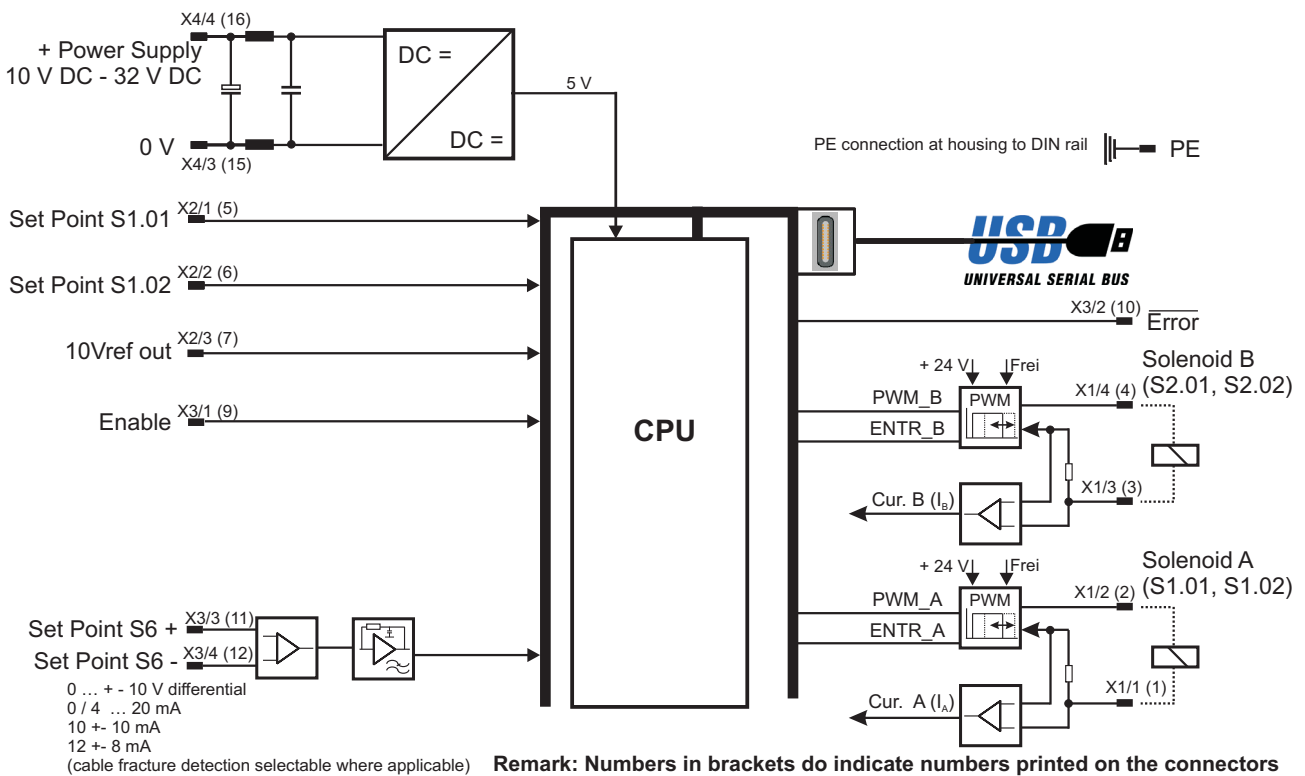 X4/4 (16)
+ Power Supply
10 V DC - 32 V DC
0 V
X4/3 (15)
DC =
DC =
5 V
PE connection at housing to DIN rail
PE
Set Point S1.01
X2/1 (5)
Set Point S1.02
X2/2 (6)
10Vref out
X2/3 (7)
Enable
X3/1 (9)
CPU
USB
UNIVERSAL SERIAL BUS
X3/2 (10)
Error
+ 24 V
Frei
Solenoid B
(S2.01, S2.02)
PWM_B
PWM
X1/4 (4)
ENTR_B
X1/3 (3)
Cur. B (I_B)
+ 24 V
Frei
Solenoid A
(S1.01, S1.02)
PWM_A
PWM
X1/2 (2)
ENTR_A
X1/1 (1)
Cur. A (I_A)
Set Point S6 +
X3/3 (11)
Set Point S6 -
X3/4 (12)
0 ... + - 10 V differential
0 / 4 ... 20 mA
10 +- 10 mA
12 +- 8 mA
(cable fracture detection selectable where applicable)
Remark: Numbers in brackets do indicate numbers printed on the connectors